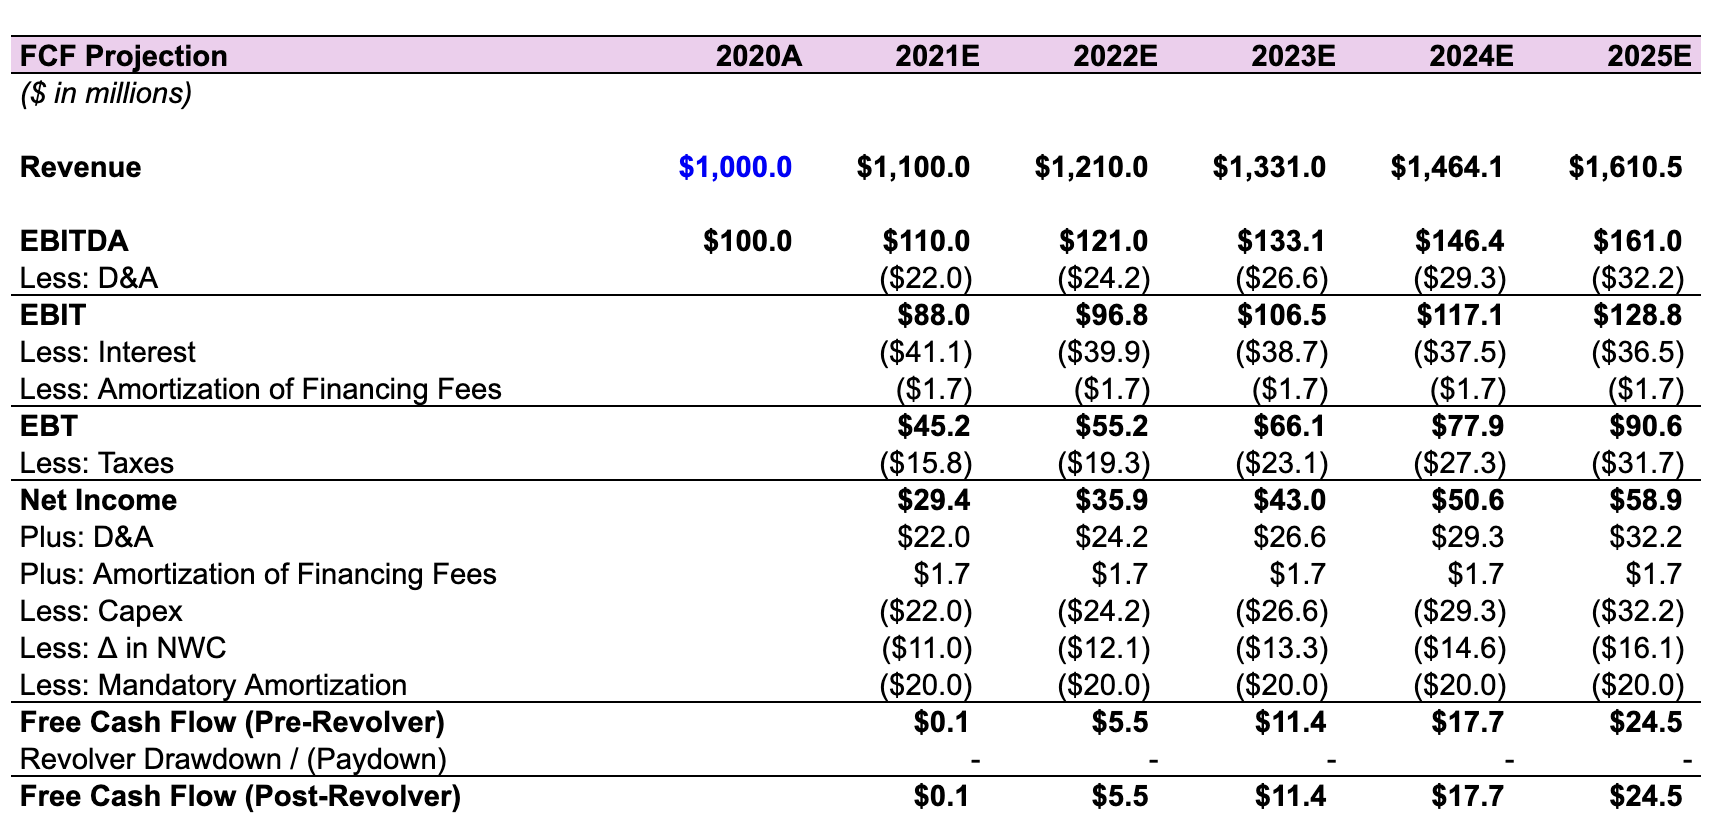 FCF Projection 2020A 2021E 2022E 2023E 2024E 2025E
($ in millions)
Revenue $1,000.0 $1,100.0 $1,210.0 $1,331.0 $1,464.1 $1,610.5
EBITDA $100.0 $110.0 $121.0 $133.1 $146.4 $161.0
Less: D&A ($22.0) ($24.2) ($26.6) ($29.3) ($32.2)
EBIT $88.0 $96.8 $106.5 $117.1 $128.8
Less: Interest ($41.1) ($39.9) ($38.7) ($37.5) ($36.5)
Less: Amortization of Financing Fees ($1.7) ($1.7) ($1.7) ($1.7) ($1.7)
EBT $45.2 $55.2 $66.1 $77.9 $90.6
Less: Taxes ($15.8) ($19.3) ($23.1) ($27.3) ($31.7)
Net Income $29.4 $35.9 $43.0 $50.6 $58.9
Plus: D&A $22.0 $24.2 $26.6 $29.3 $32.2
Plus: Amortization of Financing Fees $1.7 $1.7 $1.7 $1.7 $1.7
Less: Capex ($22.0) ($24.2) ($26.6) ($29.3) ($32.2)
Less: Δ in NWC ($11.0) ($12.1) ($13.3) ($14.6) ($16.1)
Less: Mandatory Amortization ($20.0) ($20.0) ($20.0) ($20.0) ($20.0)
Free Cash Flow (Pre-Revolver) $0.1 $5.5 $11.4 $17.7 $24.5
Revolver Drawdown / (Paydown) - - - - -
Free Cash Flow (Post-Revolver) $0.1 $5.5 $11.4 $17.7 $24.5